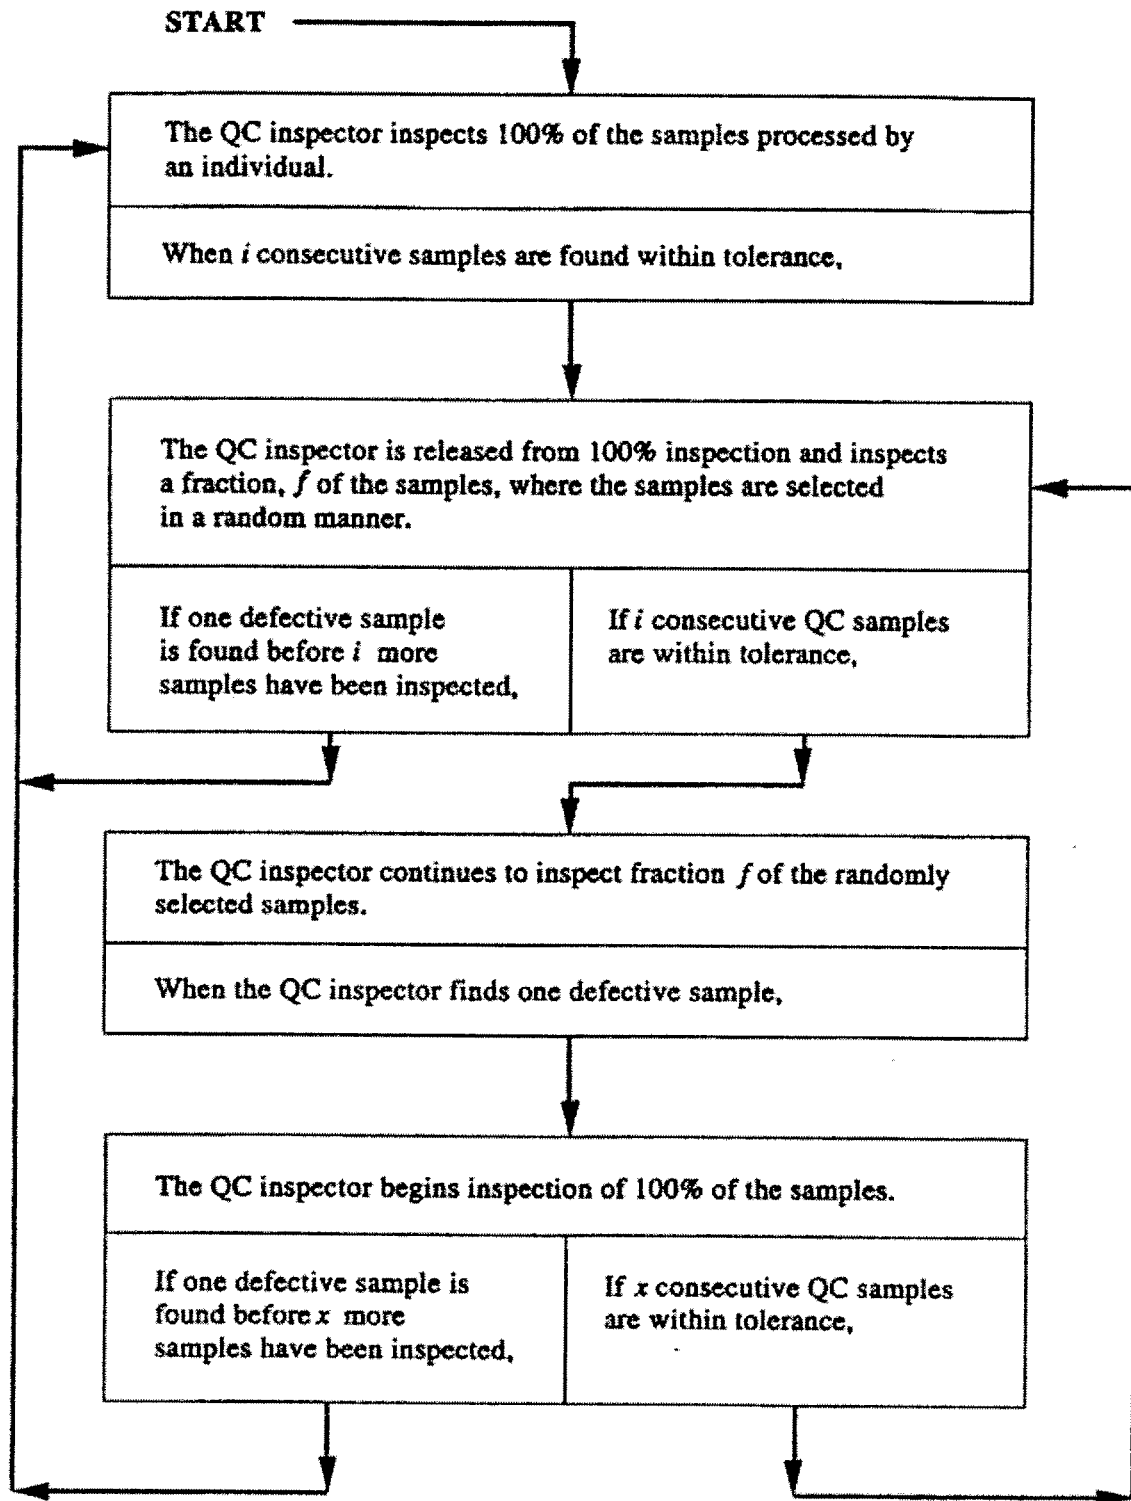 START
The QC inspector inspects 100% of the samples processed by
an individual.
When i consecutive samples are found within tolerance,
The QC inspector is released from 100% inspection and inspects
a fraction, f of the samples, where the samples are selected
in a random manner.
If one defective sample
is found before i more
samples have been inspected,
If i consecutive QC samples
are within tolerance,
The QC inspector continues to inspect fraction f of the randomly
selected samples.
When the QC inspector finds one defective sample,
The QC inspector begins inspection of 100% of the samples.
If one defective sample is
found before x more
samples have been inspected,
If x consecutive QC samples
are within tolerance,